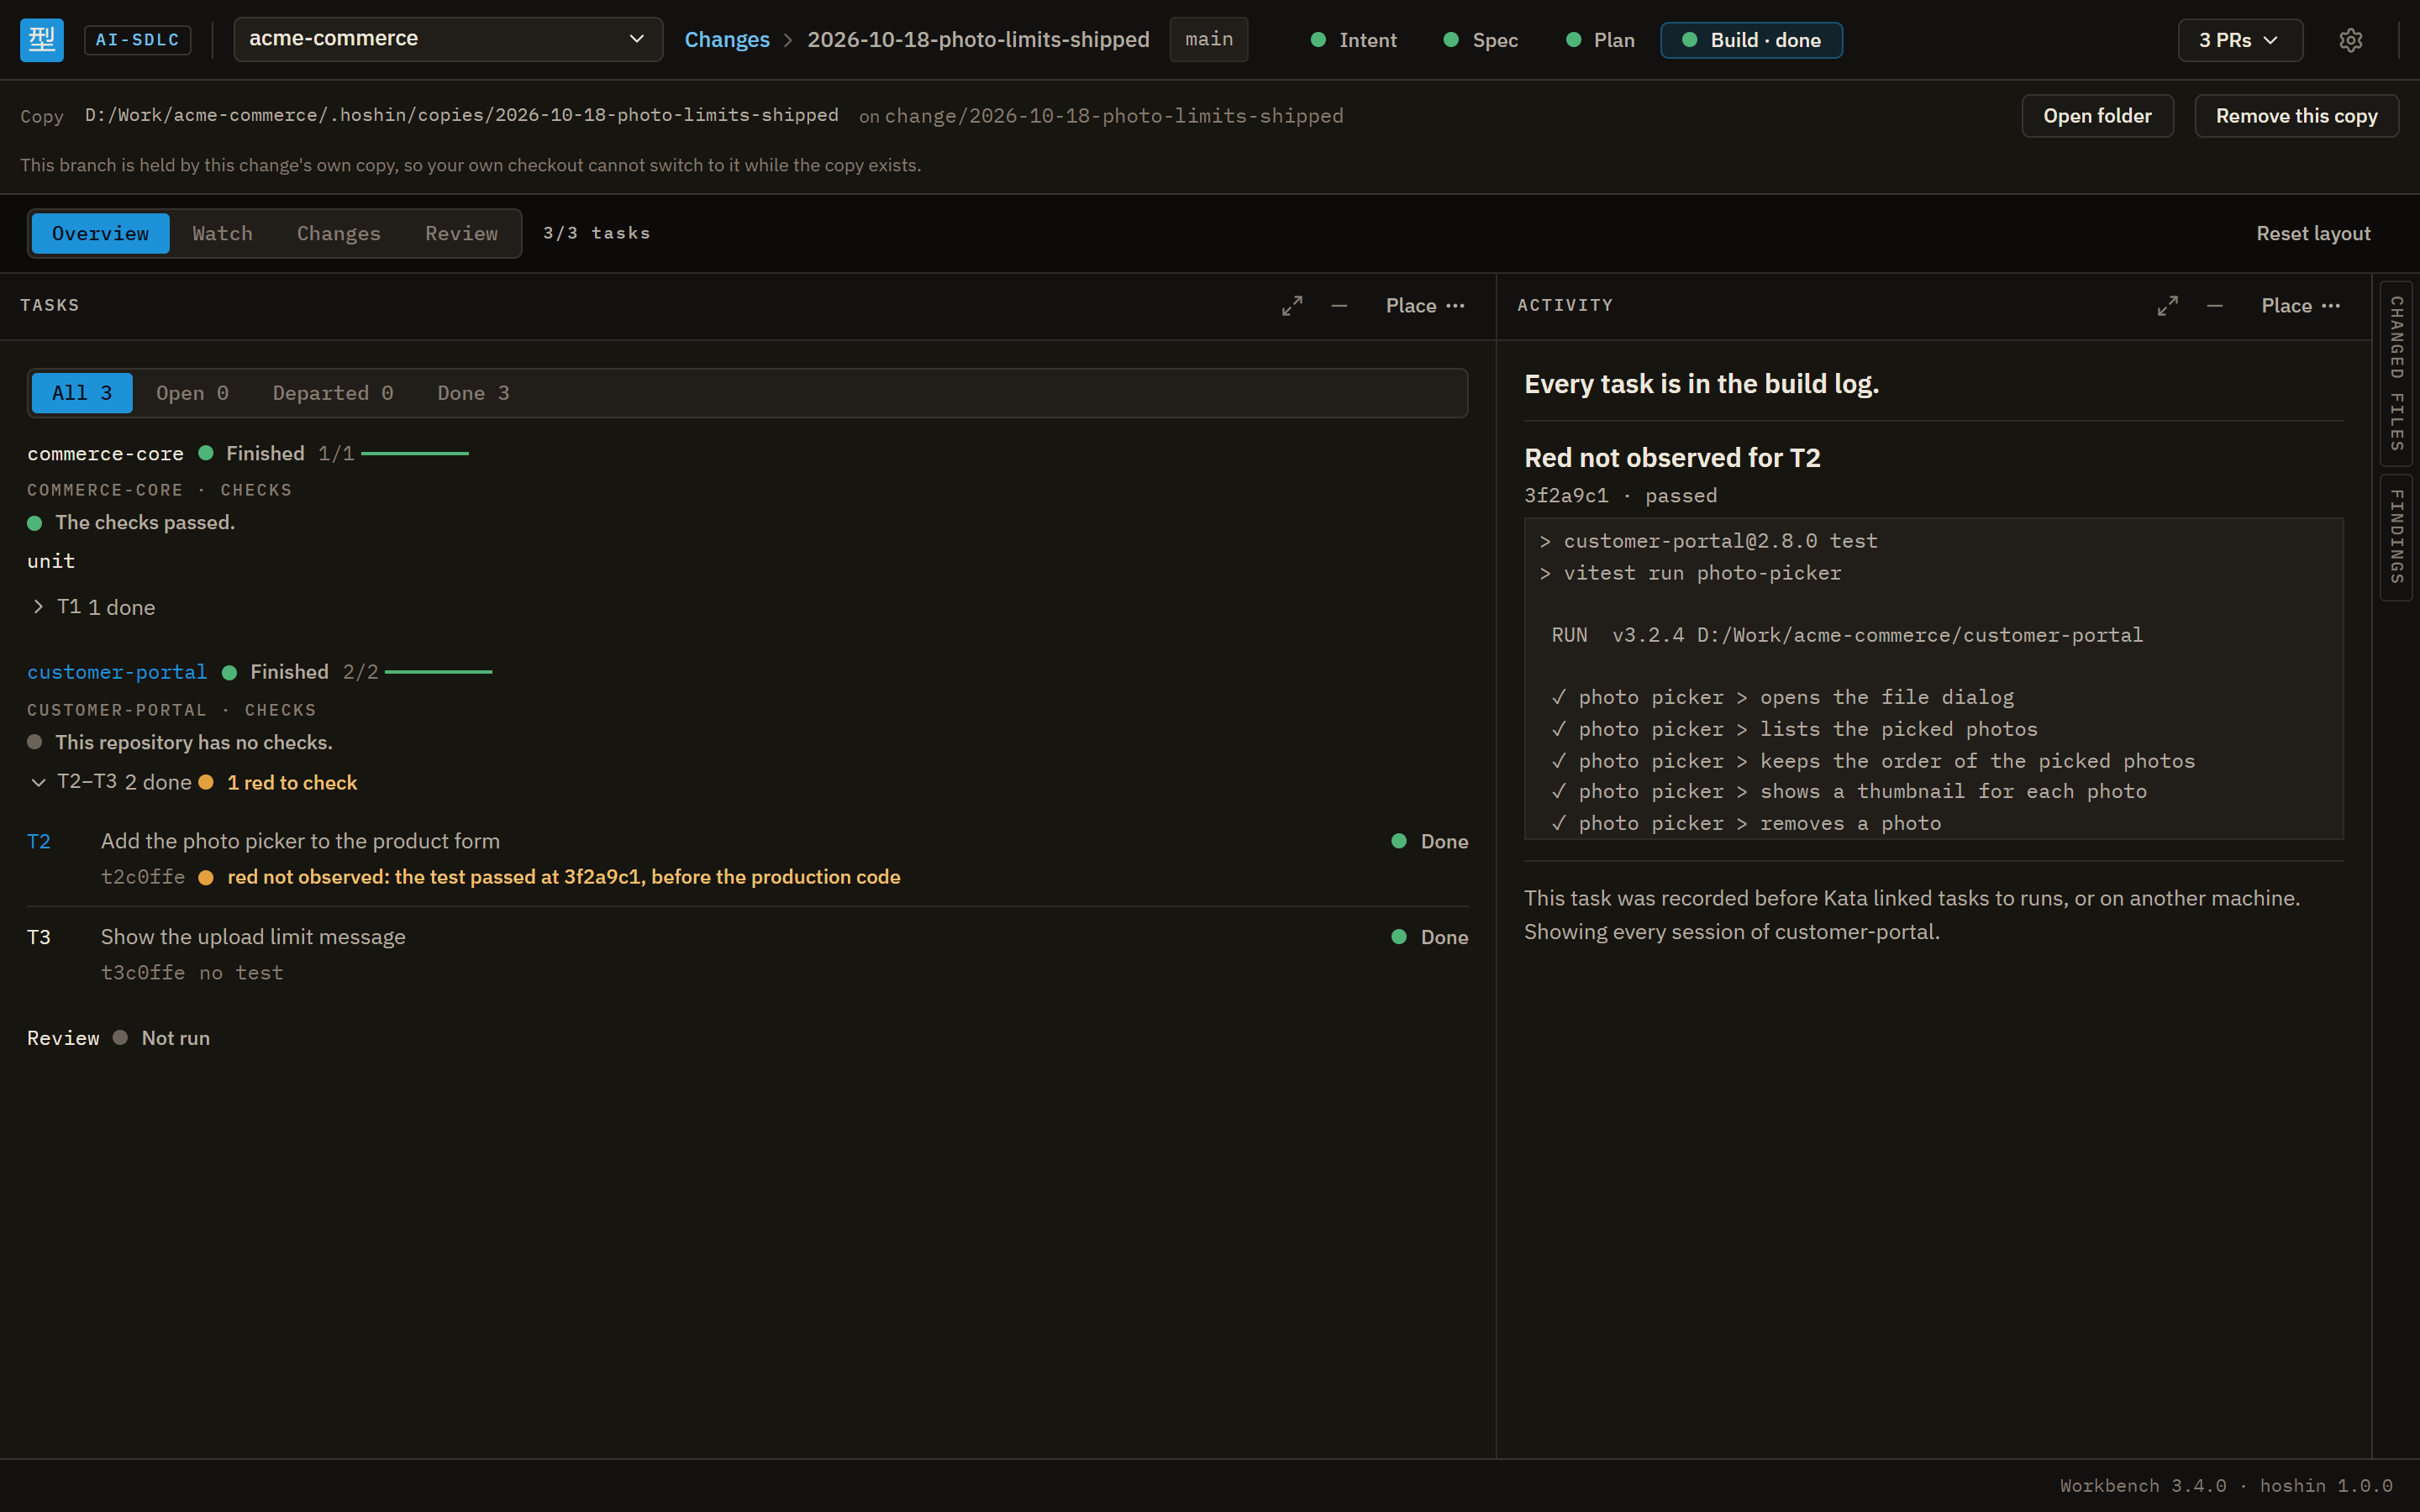 型 AI-SDLC acme-commerce Changes > 2026-10-18-photo-limits-shipped main Intent Spec Plan Build · done 3 PRs
Copy D:/Work/acme-commerce/.hoshin/copies/2026-10-18-photo-limits-shipped on change/2026-10-18-photo-limits-shipped Open folder Remove this copy
This branch is held by this change's own copy, so your own checkout cannot switch to it while the copy exists.
Overview Watch Changes Review 3/3 tasks Reset layout
TASKS Place ···
All 3 Open 0 Departed 0 Done 3
commerce-core Finished 1/1
COMMERCE-CORE · CHECKS
The checks passed.
unit
T1 1 done
customer-portal Finished 2/2
CUSTOMER-PORTAL · CHECKS
This repository has no checks.
T2–T3 2 done 1 red to check
T2 Add the photo picker to the product form Done
t2c0ffe red not observed: the test passed at 3f2a9c1, before the production code
T3 Show the upload limit message Done
t3c0ffe no test
Review Not run
ACTIVITY Place ···
Every task is in the build log.
Red not observed for T2
3f2a9c1 · passed
> customer-portal@2.8.0 test
> vitest run photo-picker
RUN v3.2.4 D:/Work/acme-commerce/customer-portal
✓ photo picker > opens the file dialog
✓ photo picker > lists the picked photos
✓ photo picker > keeps the order of the picked photos
✓ photo picker > shows a thumbnail for each photo
✓ photo picker > removes a photo
This task was recorded before Kata linked tasks to runs, or on another machine.
Showing every session of customer-portal.
CHANGED FILES
FINDINGS
Workbench 3.4.0 · hoshin 1.0.0